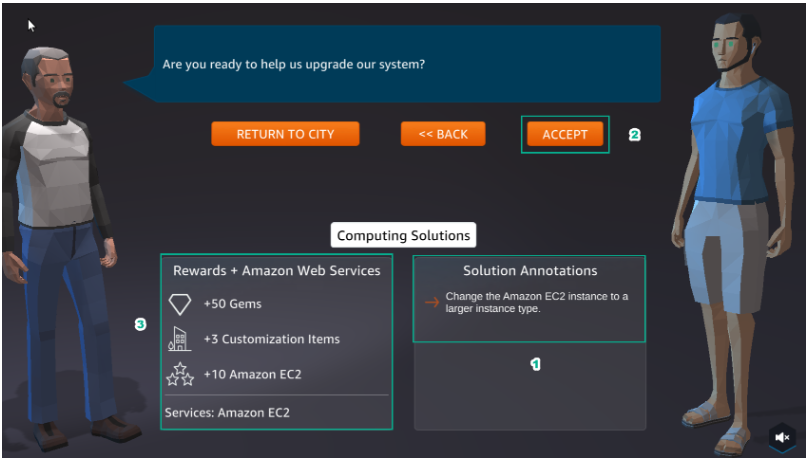 Are you ready to help us upgrade our system?
RETURN TO CITY
<< BACK
ACCEPT
2
Computing Solutions
Rewards + Amazon Web Services
+50 Gems
+3 Customization Items
+10 Amazon EC2
Services: Amazon EC2
3
Solution Annotations
→ Change the Amazon EC2 instance to a
larger instance type.
1